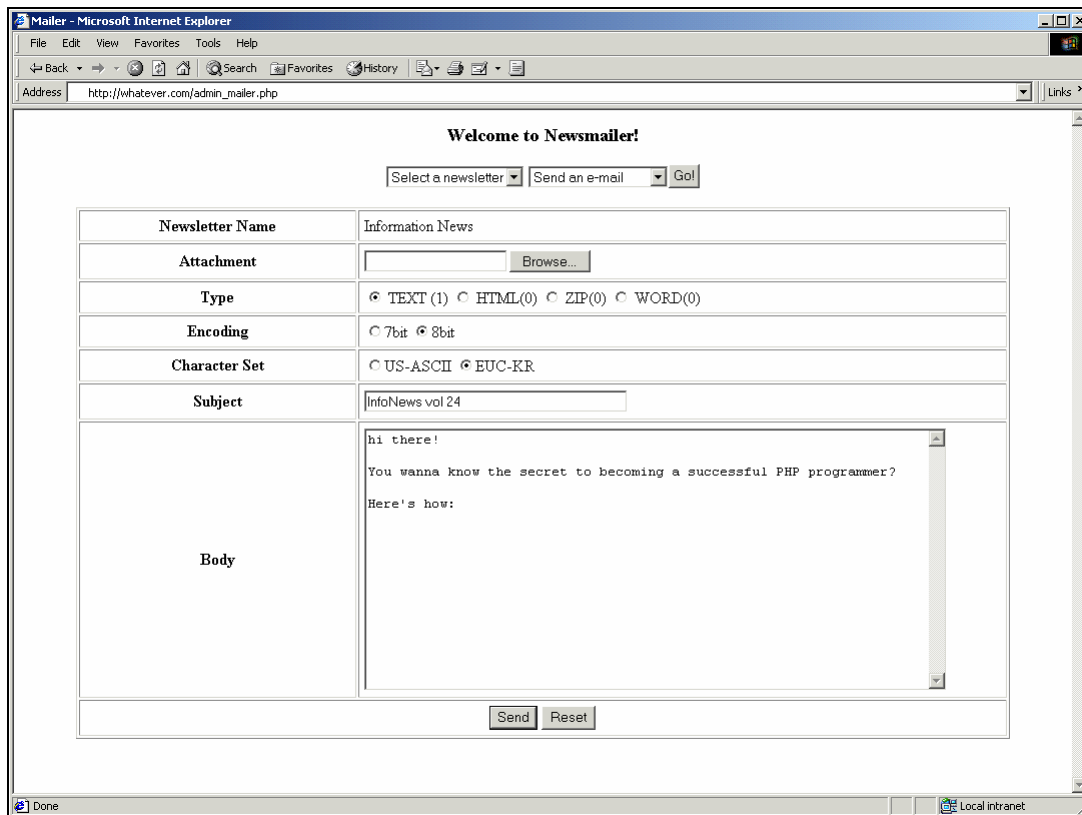 Mailer - Microsoft Internet Explorer
File Edit View Favorites Tools Help
Back Search Favorites History
Address http://whatever.com/admin_mailer.php Links
Welcome to Newsmailer!
Select a newsletter Send an e-mail Go!
Newsletter Name Information News
Attachment Browse...
Type TEXT (1) HTML(0) ZIP(0) WORD(0)
Encoding 7bit 8bit
Character Set US-ASCII EUC-KR
Subject InfoNews vol 24
hi there!
You wanna know the secret to becoming a successful PHP programmer?
Here's how:
Body
Send Reset
Done Local intranet